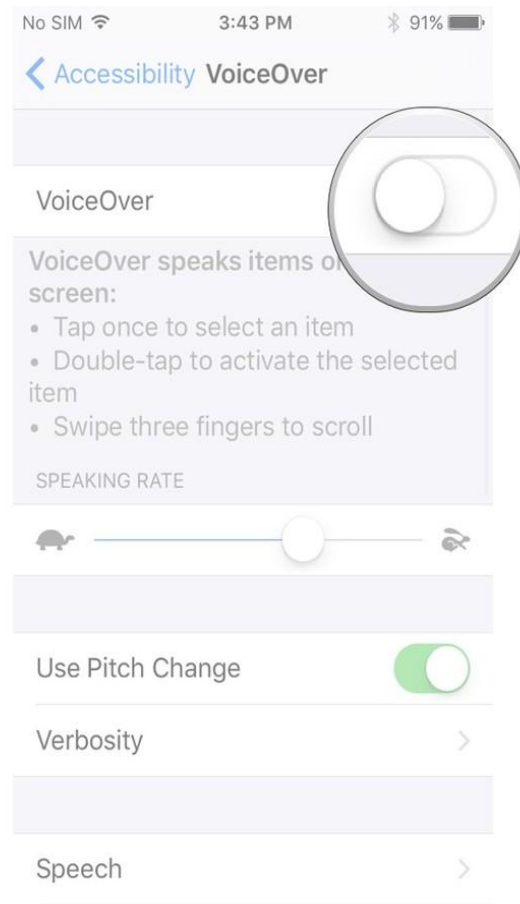 No SIM 3:43 PM 91%
Accessibility VoiceOver
VoiceOver
VoiceOver speaks items
screen:
• Tap once to select an item
• Double-tap to activate the selected
item
• Swipe three fingers to scroll
SPEAKING RATE
Use Pitch Change
Verbosity
Speech